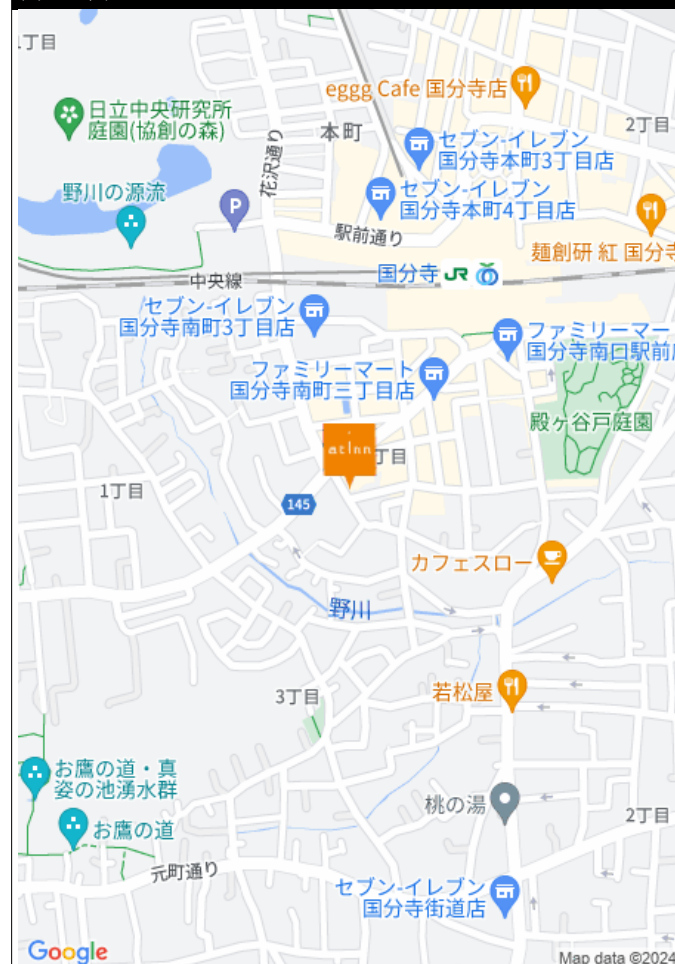 1丁目
eggg Cafe 国分寺店
日立中央研究所
庭園(協創の森)
本町
2丁目
花沢通り
セブン-イレブン
国分寺本町3丁目店
野川の源流
P
セブン-イレブン
国分寺本町4丁目店
駅前通り
麺創研 紅 国分寺
中央線
国分寺 JR
セブン-イレブン
国分寺南町3丁目店
ファミリーマー
国分寺南口駅前
ファミリーマート
国分寺南町三丁目店
殿ヶ谷戸庭園
at Inn
丁目
1丁目
145
カフェスロー
野川
3丁目
若松屋
お鷹の道・真
姿の池湧水群
桃の湯
2丁目
お鷹の道
元町通り
セブン-イレブン
国分寺街道店
Google
Map data ©2024